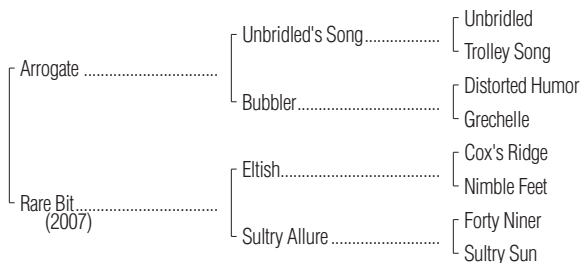 Unbridled
Unbridled's Song..................
Trolley Song
Arrogate ................................
Distorted Humor
Bubbler..................................
Grechelle
Cox's Ridge
Eltish......................................
Nimble Feet
Rare Bit..................................
(2007)
Forty Niner
Sultry Allure ..........................
Sultry Sun